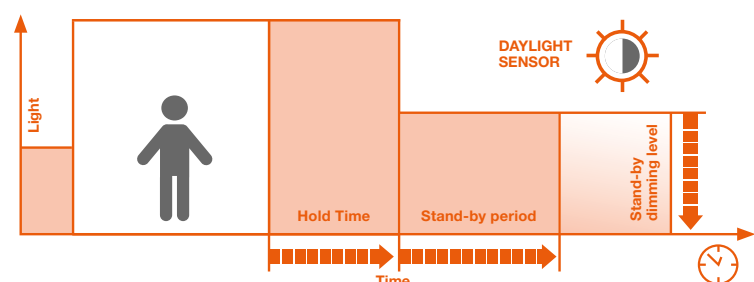 DAYLIGHT
SENSOR
Light
Hold Time
Stand-by period
Stand-by
dimming level
Time